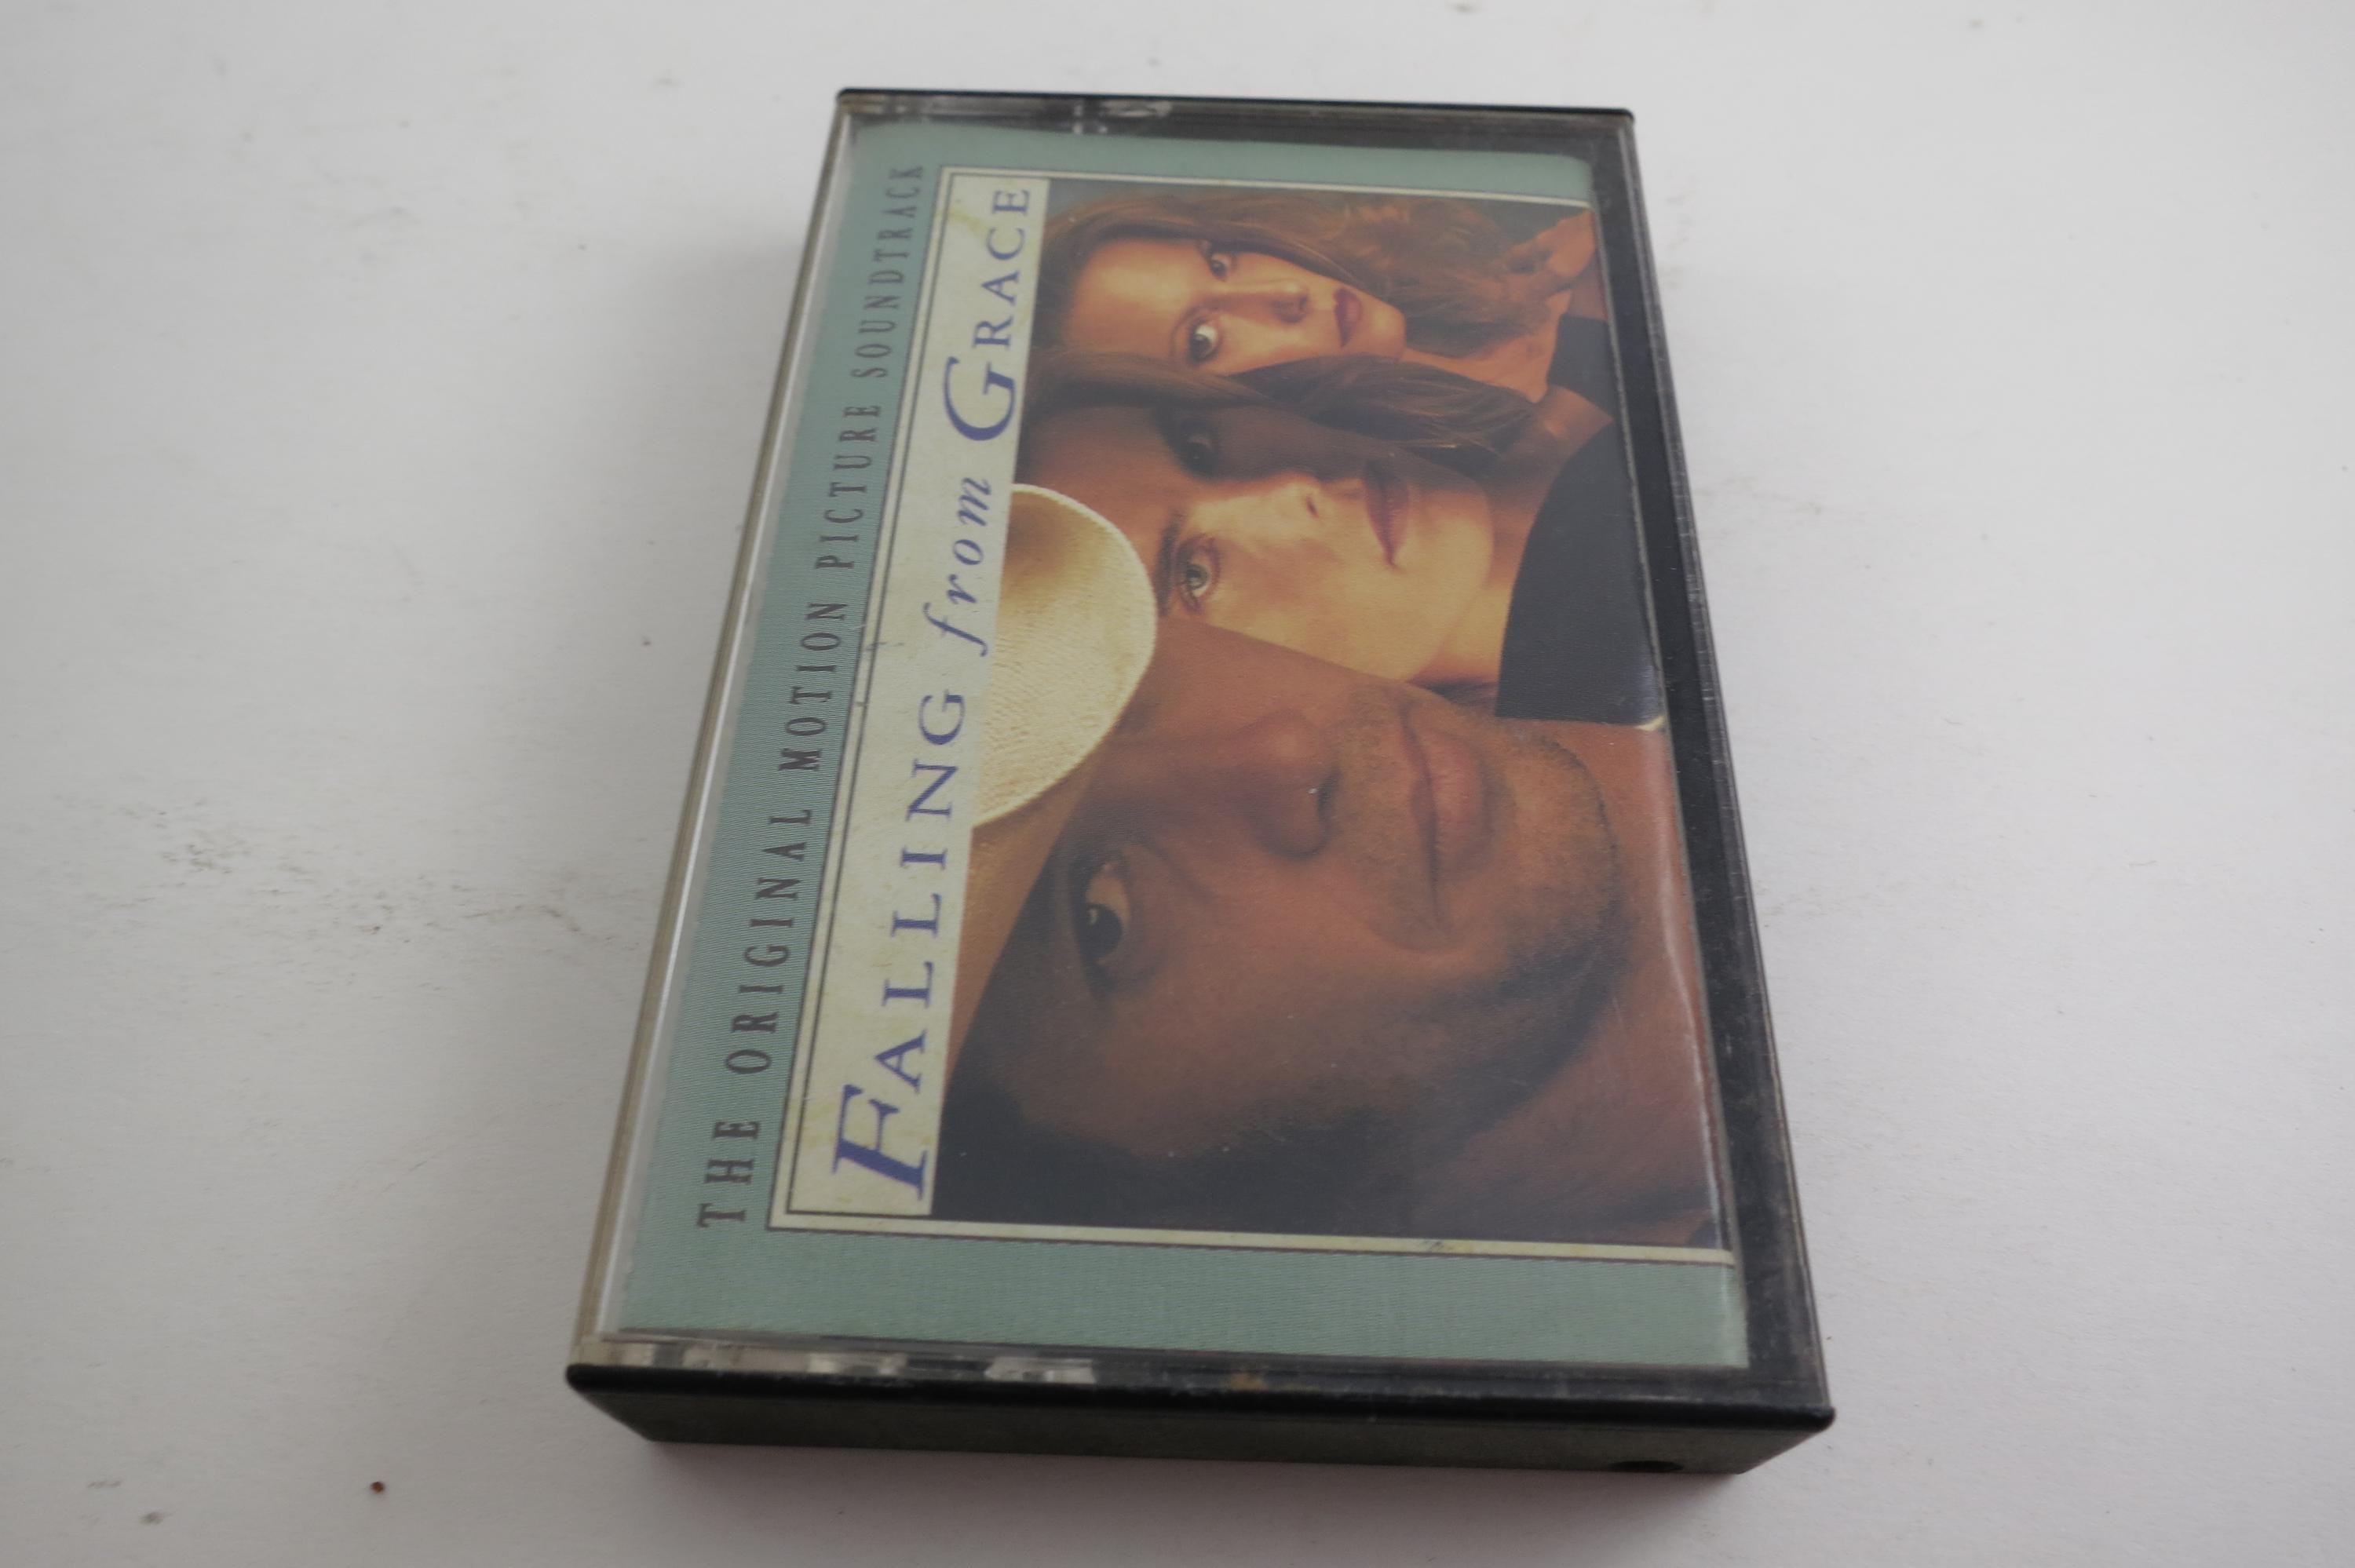 THE ORIGINAL MOTION PICTURE SOUNDTRACK
FALLING from GRACE